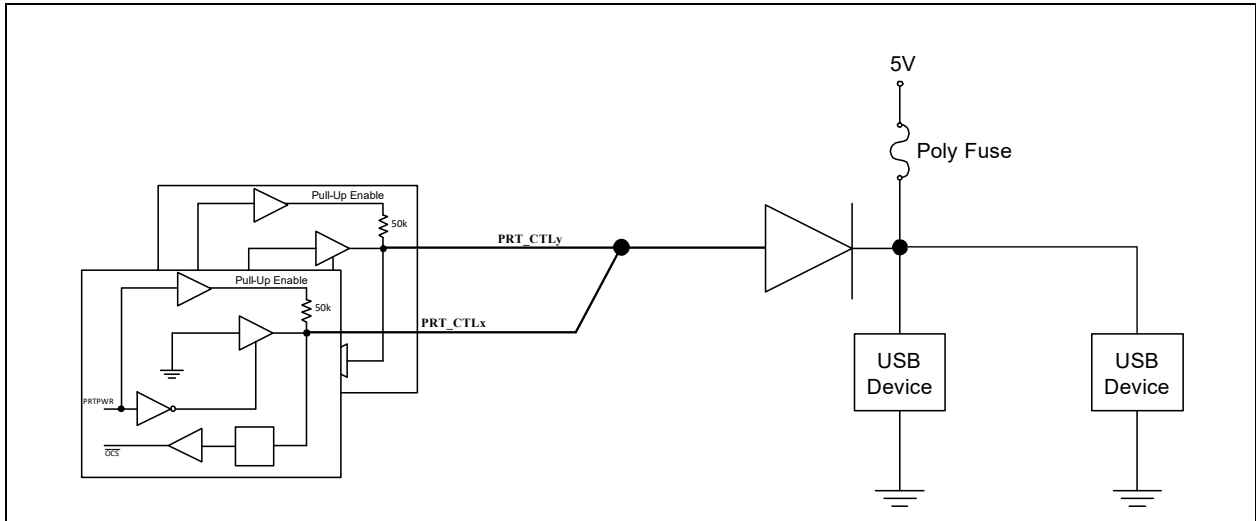 5V
Poly Fuse
Pull-Up Enable
50k
PRT_CTLy
Pull-Up Enable
50k
PRT_CTLx
PRTPWR
OCS
USB
Device
USB
Device